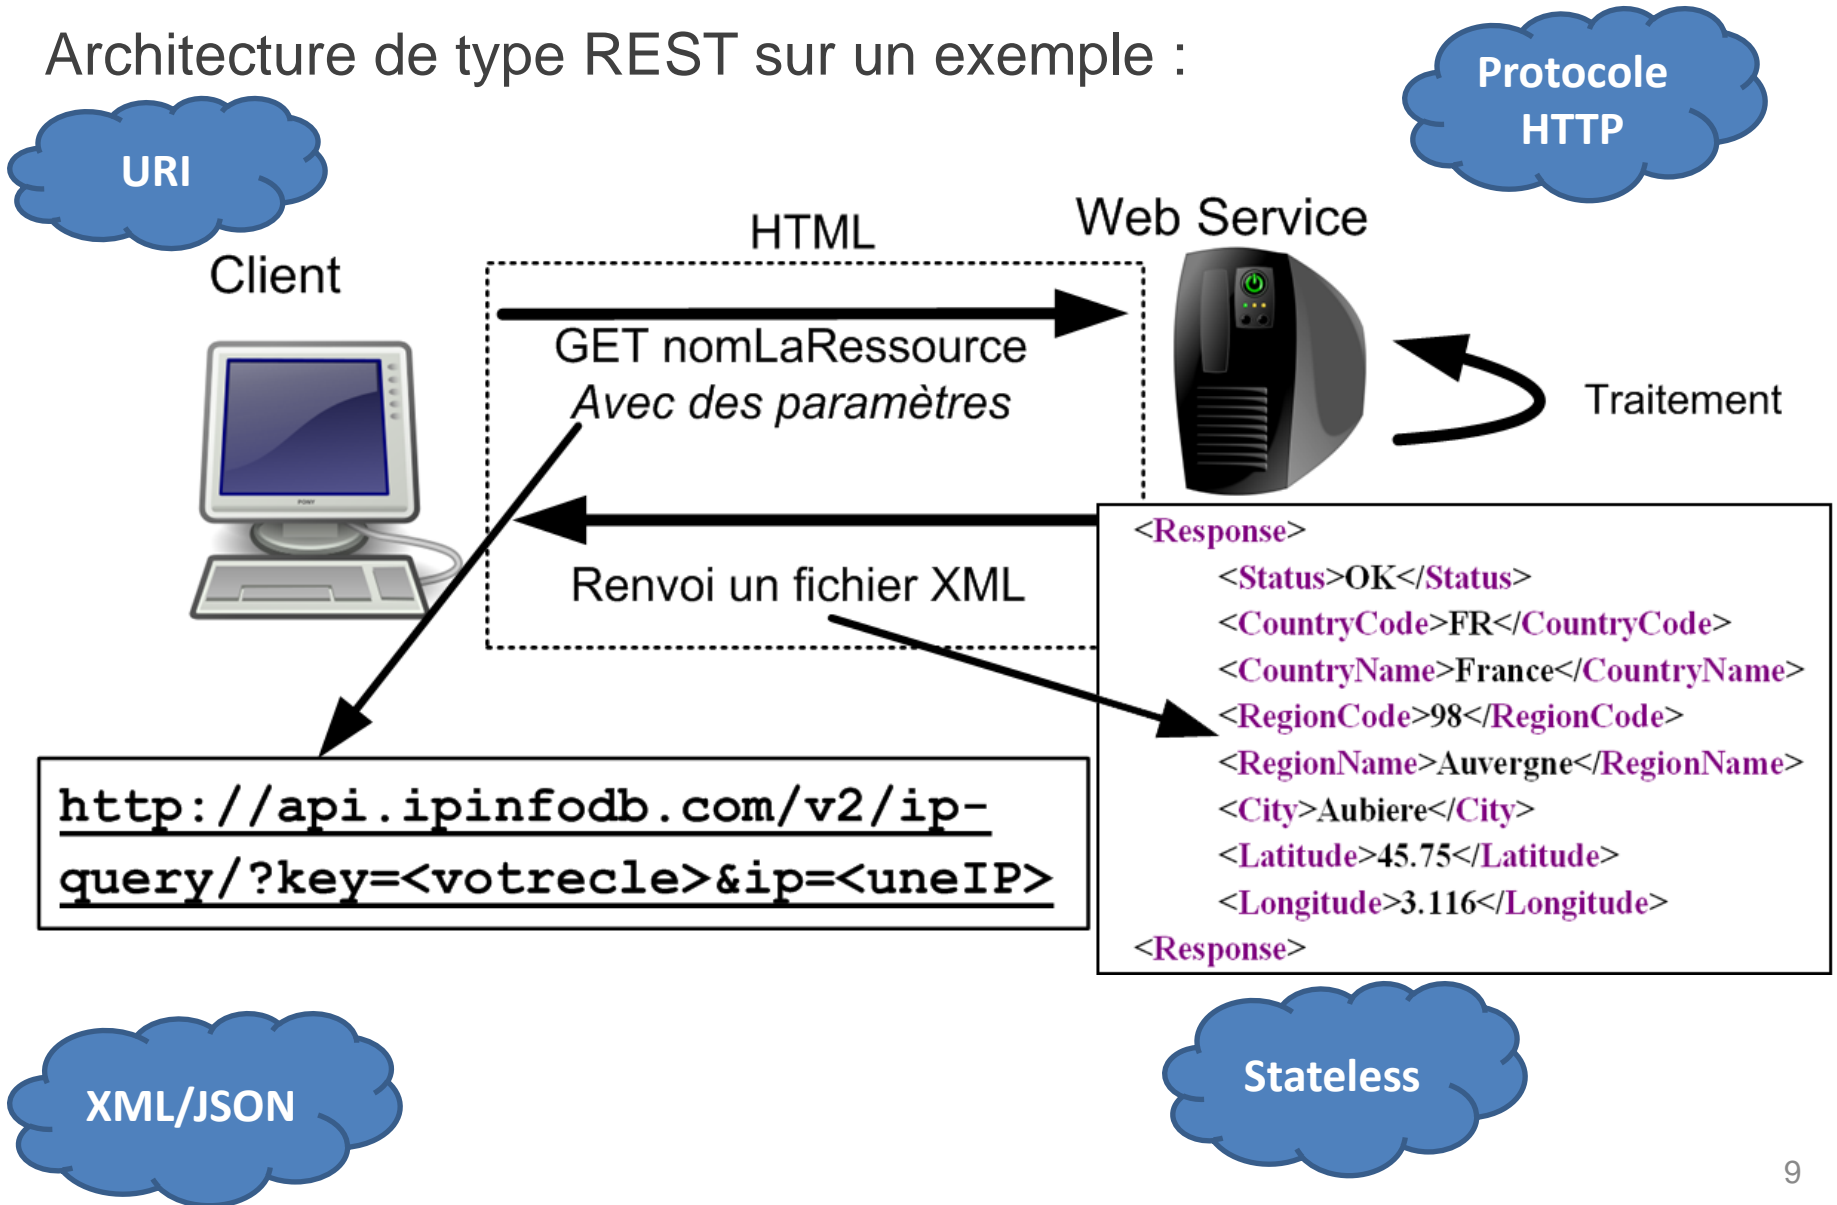 Architecture de type REST sur un exemple :
Protocole
HTTP
URI
HTML
Web Service
Client
GET nomLaRessource
Avec des paramètres
Traitement
PONY
Renvoi un fichier XML
<Response>
<Status>OK</Status>
<CountryCode>FR</CountryCode>
<CountryName>France</CountryName>
<RegionCode>98</RegionCode>
<RegionName>Auvergne</RegionName>
<City>Aubiere</City>
<Latitude>45.75</Latitude>
<Longitude>3.116</Longitude>
<Response>
http://api.ipinfodb.com/v2/ip-
query/?key=<votrecle>&ip=<uneIP>
XML/JSON
Stateless
9